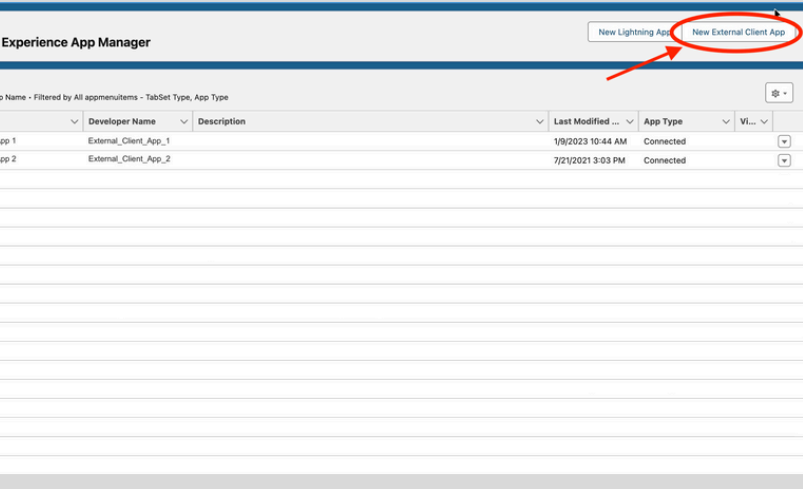 New Lightning App New External Client App
Experience App Manager
Name - Filtered by All appmenuitems - TabSet Type, App Type
Developer Name Description Last Modified ... App Type Vi...
1 External_Client_App_1 1/9/2023 10:44 AM Connected
2 External_Client_App_2 7/21/2021 3:03 PM Connected